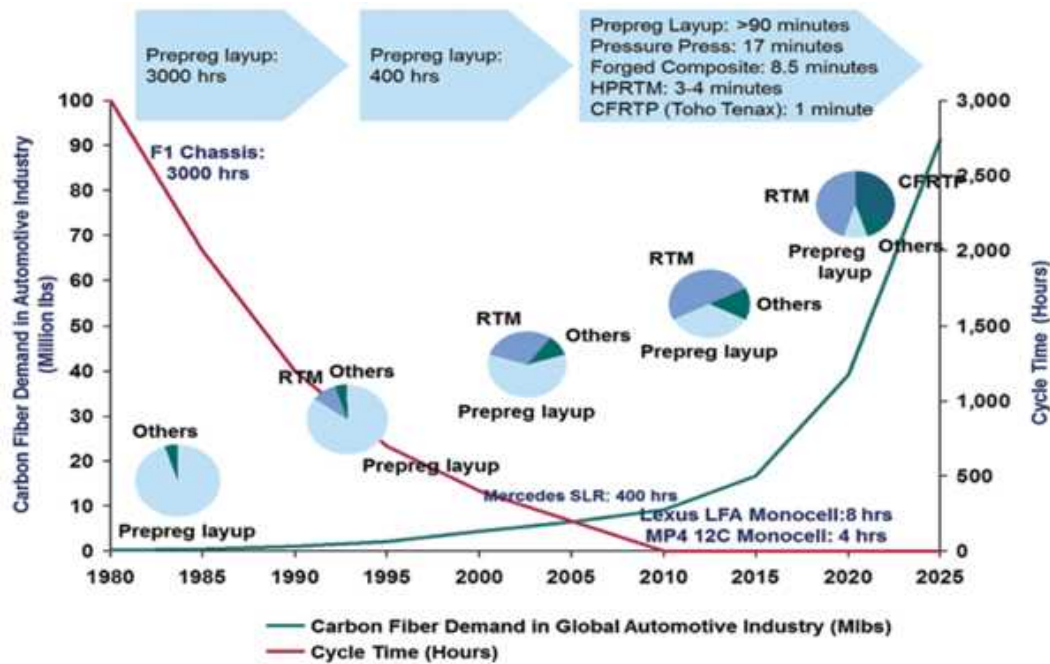 Prepreg layup:
3000 hrs
Prepreg layup:
400 hrs
Prepreg Layup: >90 minutes
Pressure Press: 17 minutes
Forged Composite: 8.5 minutes
HPRTM: 3-4 minutes
CFRTP (Toho Tenax): 1 minute
Carbon Fiber Demand in Automotive Industry
(Million lbs)
100
90
80
70
60
50
40
30
20
10
0
F1 Chassis:
3000 hrs
Others
Prepreg layup
RTM
Others
Prepreg layup
RTM
Others
Prepreg layup
RTM
Others
Prepreg layup
RTM
CFRTP
Others
Prepreg
layup
Mercedes SLR: 400 hrs
Lexus LFA Monocell:8 hrs
MP4 12C Monocell: 4 hrs
3,000
2,500
2,000
1,500
1,000
500
0
Cycle Time (Hours)
1980 1985 1990 1995 2000 2005 2010 2015 2020 2025
Carbon Fiber Demand in Global Automotive Industry (Mlbs)
Cycle Time (Hours)